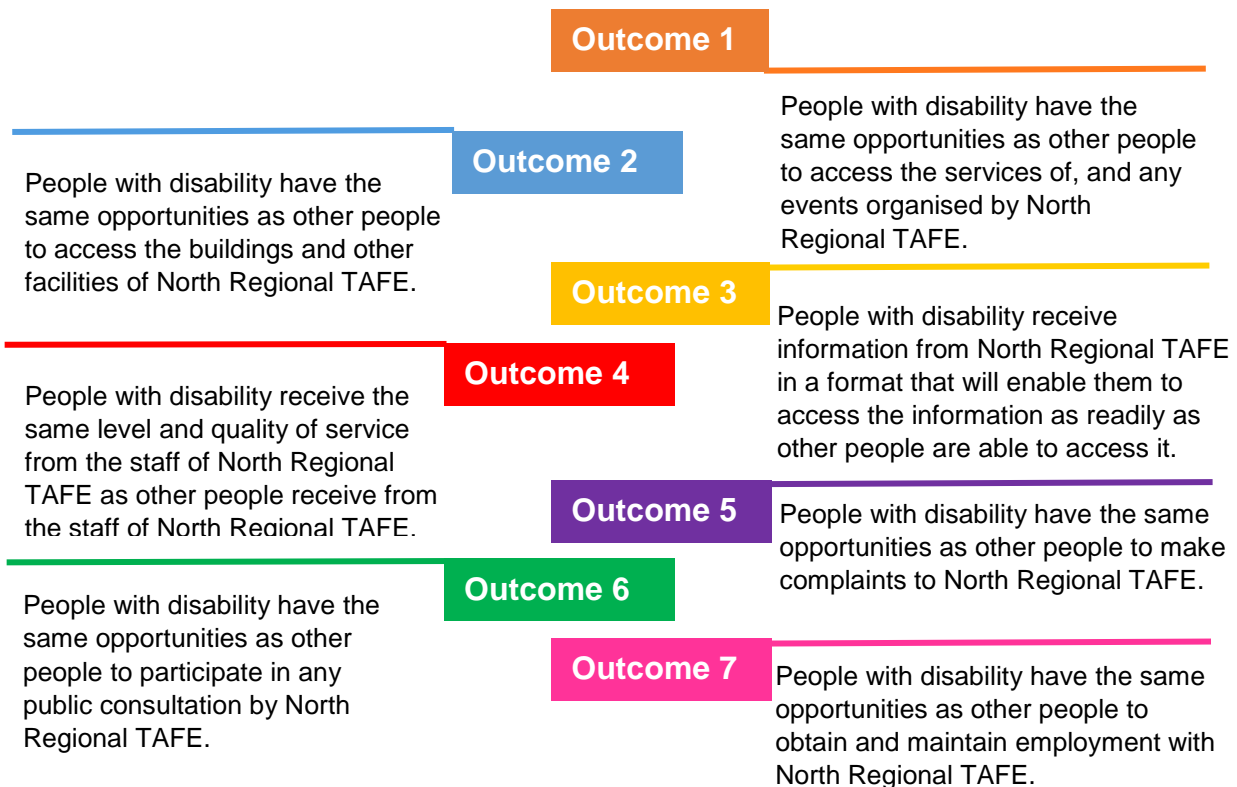 Outcome 1
People with disability have the
same opportunities as other people
to access the services of, and any
events organised by North
Regional TAFE.
Outcome 2
People with disability have the
same opportunities as other people
to access the buildings and other
facilities of North Regional TAFE.
Outcome 3
People with disability receive
information from North Regional TAFE
in a format that will enable them to
access the information as readily as
other people are able to access it.
Outcome 4
People with disability receive the
same level and quality of service
from the staff of North Regional
TAFE as other people receive from
the staff of North Regional TAFE.
Outcome 5
People with disability have the same
opportunities as other people to make
complaints to North Regional TAFE.
Outcome 6
People with disability have the
same opportunities as other
people to participate in any
public consultation by North
Regional TAFE.
Outcome 7
People with disability have the same
opportunities as other people to
obtain and maintain employment with
North Regional TAFE.